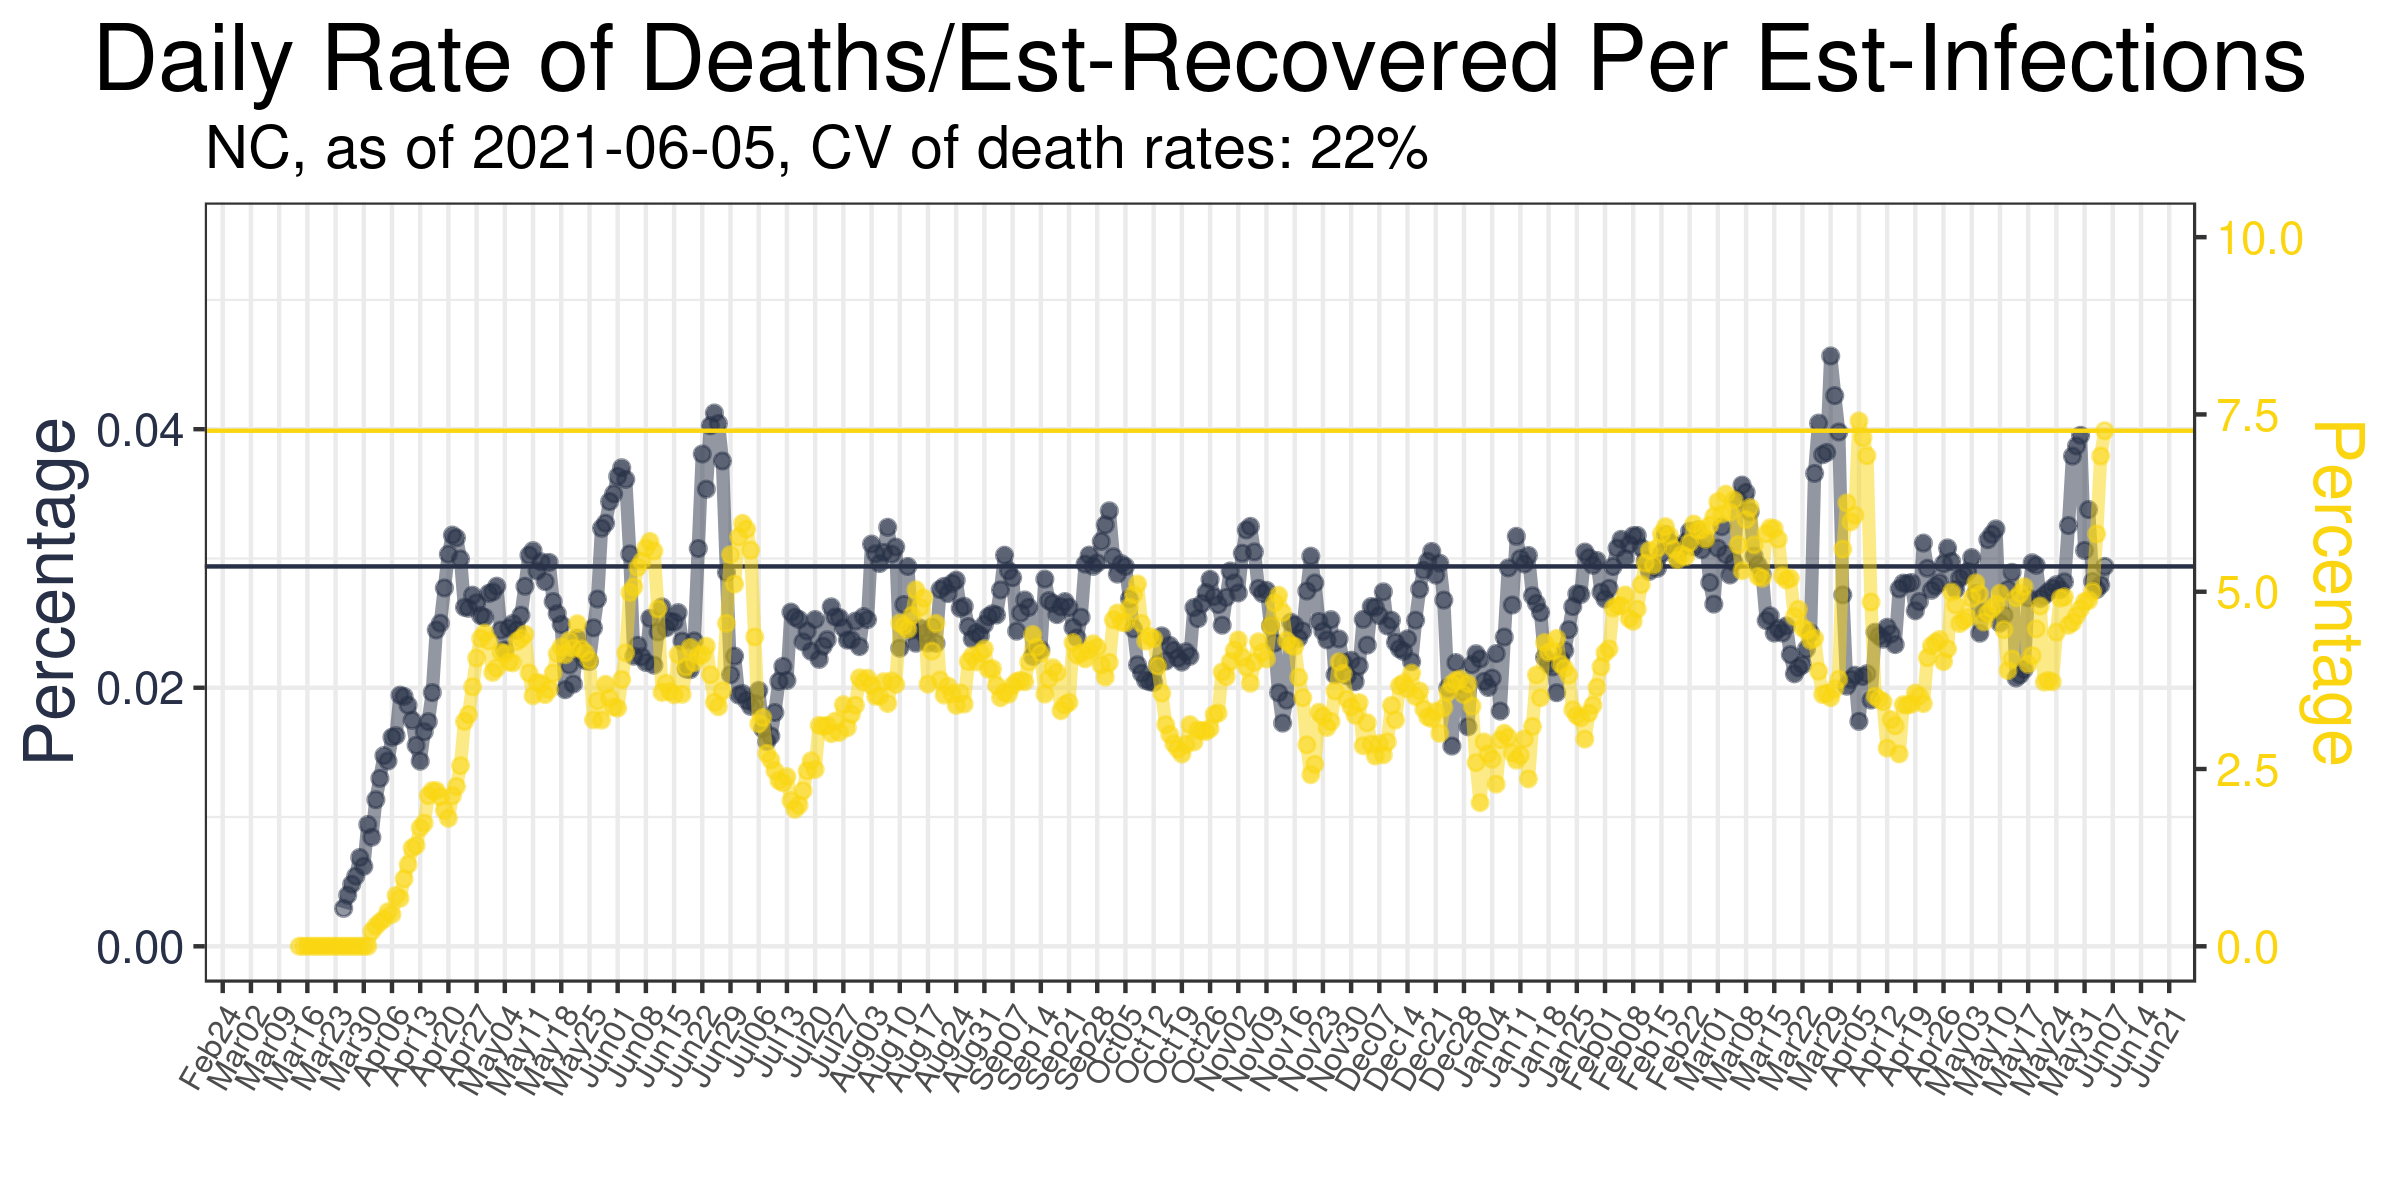 Daily Rate of Deaths/Est-Recovered Per Est-Infections
NC, as of 2021-06-05, CV of death rates: 22%
Percentage
0.04
0.02
0.00
10.0
7.5
5.0
2.5
0.0
Percentage
Feb24
Mar02
Mar09
Mar16
Mar23
Mar30
Apr06
Apr13
Apr20
Apr27
May04
May11
May18
May25
Jun01
Jun08
Jun15
Jun22
Jun29
Jul06
Jul13
Jul20
Jul27
Aug03
Aug10
Aug17
Aug24
Aug31
Sep07
Sep14
Sep21
Sep28
Oct05
Oct12
Oct19
Oct26
Nov02
Nov09
Nov16
Nov23
Nov30
Dec07
Dec14
Dec21
Dec28
Jan04
Jan11
Jan18
Jan25
Feb01
Feb08
Feb15
Feb22
Mar01
Mar08
Mar15
Mar22
Mar29
Apr05
Apr12
Apr19
Apr26
May03
May10
May17
May24
May31
Jun07
Jun14
Jun21